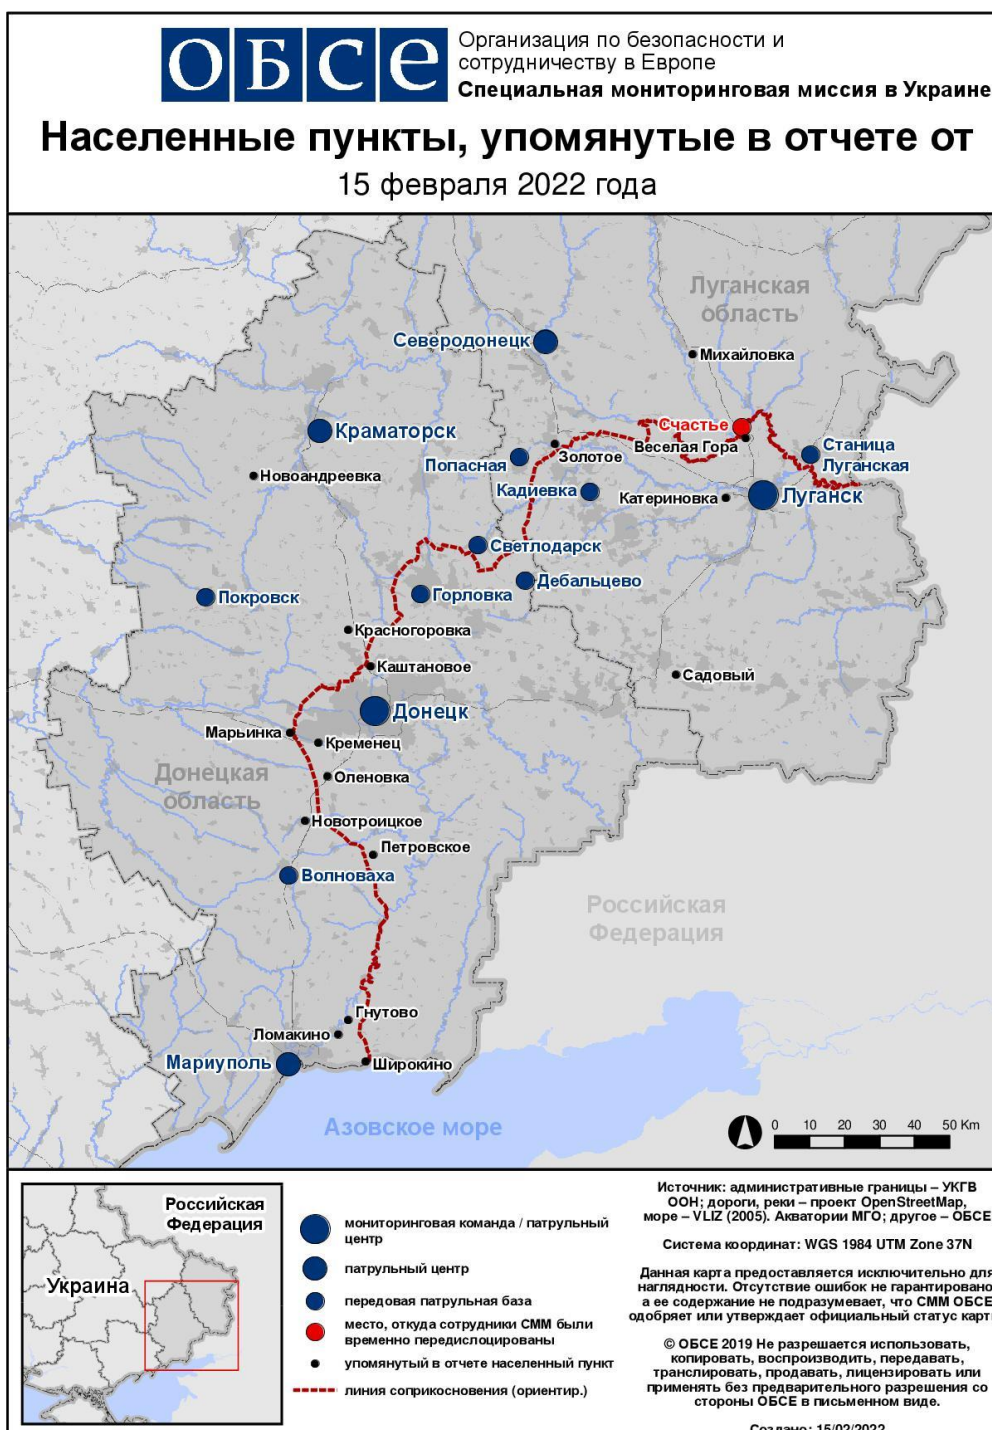 ОБСЕ
Организация по безопасности и
сотрудничеству в Европе
Специальная мониторинговая миссия в Украине
Населенные пункты, упомянутые в отчете от
15 февраля 2022 года
Луганская
область
Северодонецк
Михайловка
Счастье
Краматорск
Веселая Гора
Станица
Луганская
Золотое
Попасная
Новоандреевка
Кадиевка
Катериновка
Луганск
Светлодарск
Дебальцево
Покровск
Горловка
Красногоровка
Каштановое
Садовый
Донецк
Марьинка
Кременец
Донецкая
область
Оленовка
Новотроицкое
Петровское
Волноваха
Российская
Федерация
Гнутово
Ломакино
Мариуполь
Широкино
Азовское море
0 10 20 30 40 50 Km
Российская
Федерация
Украина
мониторинговая команда / патрульный
центр
патрульный центр
передовая патрульная база
место, откуда сотрудники СММ были
временно передислоцированы
упомянутый в отчете населенный пункт
линия соприкосновения (ориентир.)
Источник: административные границы – УКГВ
ООН; дороги, реки – проект OpenStreetMap,
море – VLIZ (2005). Акватории МГО; другое – ОБСЕ
Система координат: WGS 1984 UTM Zone 37N
Данная карта предоставляется исключительно для
наглядности. Отсутствие ошибок не гарантировано
а ее содержание не подразумевает, что СММ ОБСЕ
одобряет или утверждает официальный статус
© ОБСЕ 2019 Не разрешается использовать,
копировать, воспроизводить, передавать,
транслировать, продавать, лицензировать или
применять без предварительного разрешения со
стороны ОБСЕ в письменном виде.
Создано: 15/02/2022